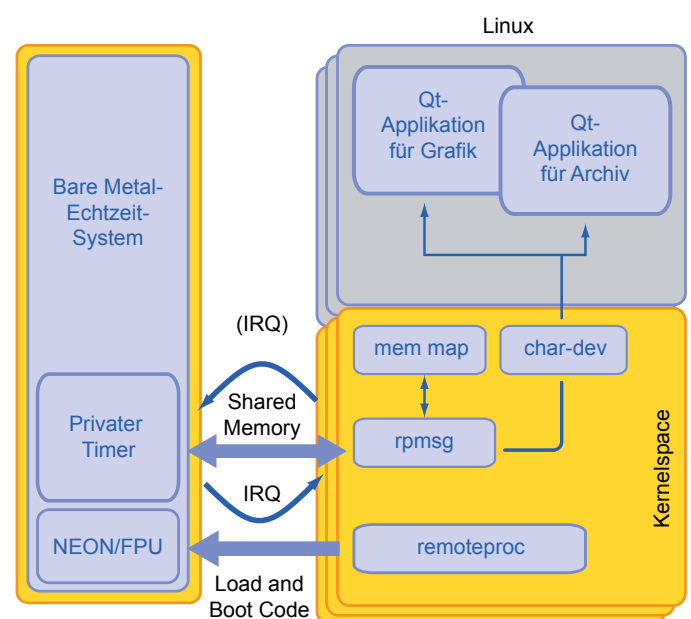 Linux
Bare Metal-
Echtzeit-
System
Privater
Timer
NEON/FPU
(IRQ)
Shared
Memory
IRQ
Load and
Boot Code
Qt-
Applikation
für Grafik
Qt-
Applikation
für Archiv
mem map
char-dev
rpmsg
remoteproc
Kernelspace